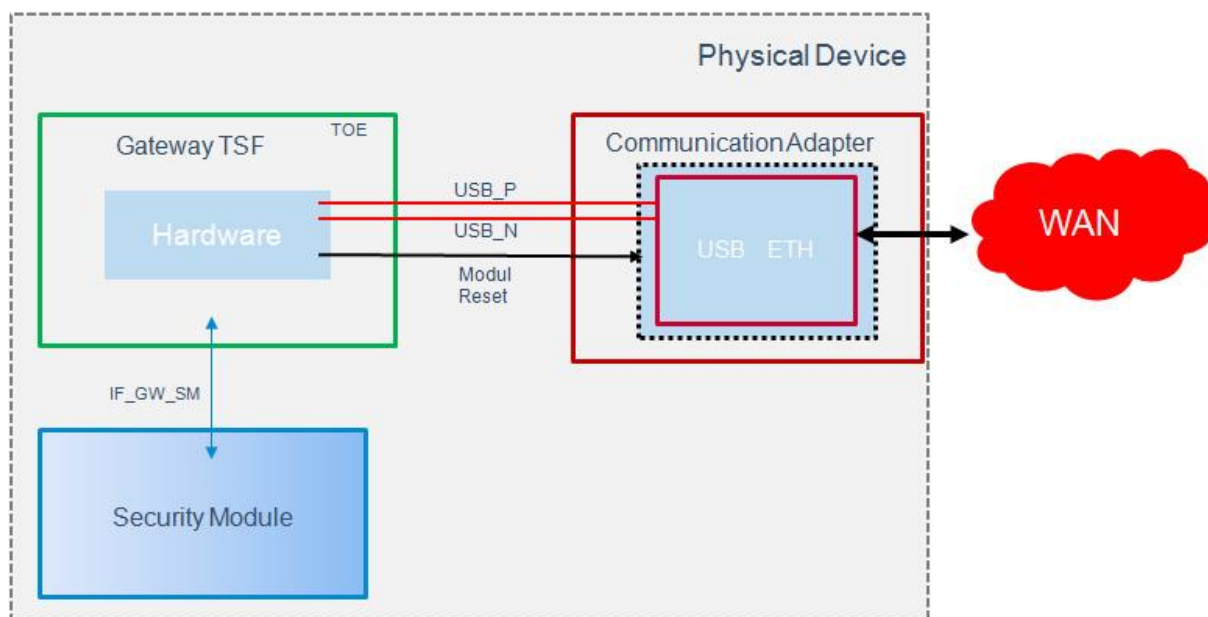 Physical Device
TOE
Gateway TSF
Communication Adapter
Hardware
USB_P
USB_N
Modul
Reset
USB ETH
WAN
IF_GW_SM
Security Module